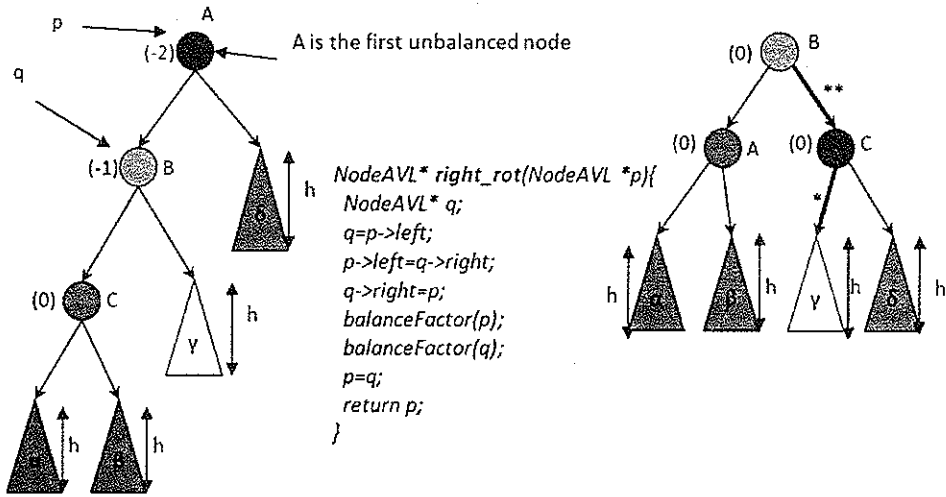 A
p
(-2)
A is the first unbalanced node
q
(-1)
B
h
δ
(0)
C
γ
h
α
h
β
h
NodeAVL* right_rot(NodeAVL *p){
NodeAVL* q;
q=p->left;
p->left=q->right;
q->right=p;
balanceFactor(p);
balanceFactor(q);
p=q;
return p;
}
B
(0)
**
(0)
A
(0)
C
*
h
α
β
h
γ
h
δ
h